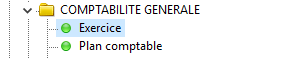 COMPTABILITE GENERALE
Exercice
Plan comptable